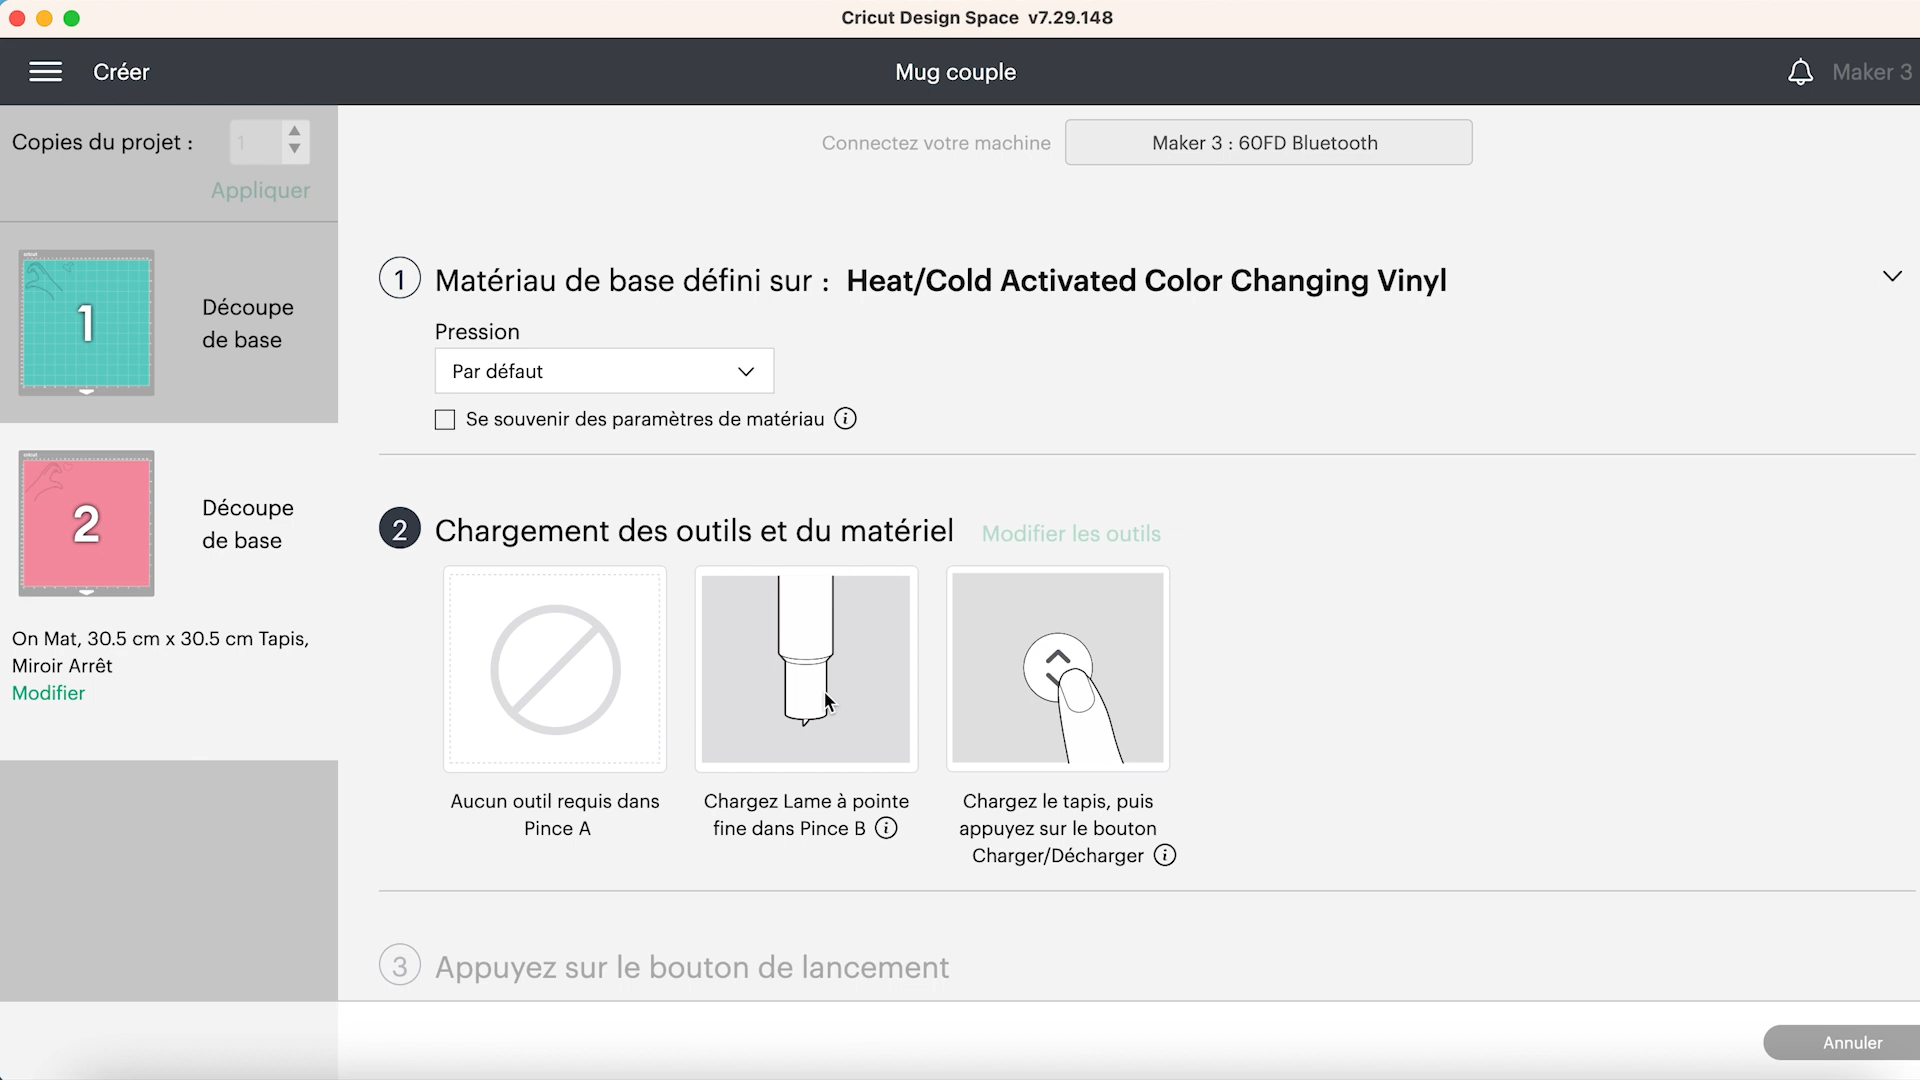 Cricut Design Space v7.29.148
Créer
Mug couple
Maker 3
Copies du projet :
1
Appliquer
Connectez votre machine
Maker 3 : 60FD Bluetooth
1
Découpe
de base
2
Découpe
de base
On Mat, 30.5 cm x 30.5 cm Tapis,
Miroir Arrêt
Modifier
1 Matériau de base défini sur : Heat/Cold Activated Color Changing Vinyl
Pression
Par défaut
Se souvenir des paramètres de matériau
2 Chargement des outils et du matériel Modifier les outils
Aucun outil requis dans
Pince A
Chargez Lame à pointe
fine dans Pince B
Chargez le tapis, puis
appuyez sur le bouton
Charger/Décharger
3 Appuyez sur le bouton de lancement
Annuler